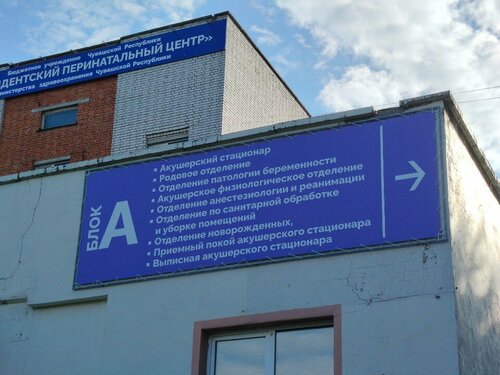 Бюджетное учреждение Чувашской Республики
ДЕНТСКИЙ ПЕРИНАТАЛЬНЫЙ ЦЕНТР»
Министерства здравоохранения Чувашской Республики
БЛОК
А
▪ Акушерский стационар
▪ Родовое отделение
▪ Отделение патологии беременности
▪ Акушерское физиологическое отделение
▪ Отделение анестезиологии и реанимации
▪ Отделение по санитарной обработке
и уборке помещений
▪ Отделение новорожденных,
▪ Приемный покой акушерского стационара
▪ Выписная акушерского стационара